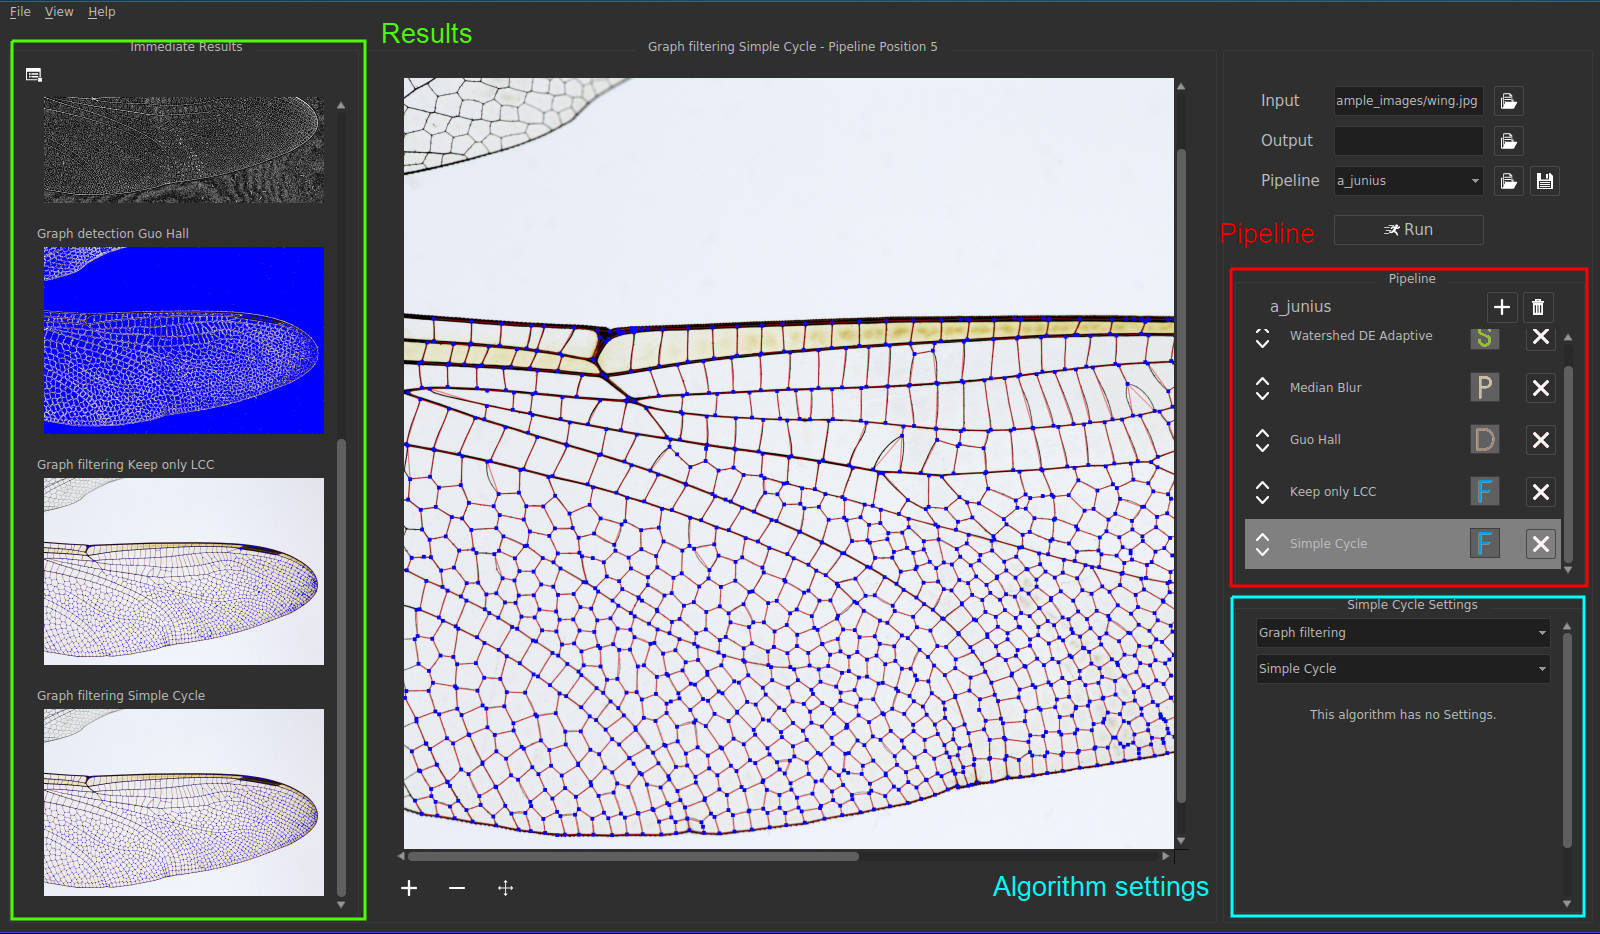 File View Help
Results
Immediate Results
Graph detection Guo Hall
Graph filtering Keep only LCC
Graph filtering Simple Cycle
Graph filtering Simple Cycle - Pipeline Position 5
Algorithm settings
Input ample_images/wing.jpg
Output
Pipeline a_junius
Run
Pipeline
Pipeline
a_junius
Watershed DE Adaptive S
Median Blur P
Guo Hall D
Keep only LCC F
Simple Cycle F
Simple Cycle Settings
Graph filtering
Simple Cycle
This algorithm has no Settings.